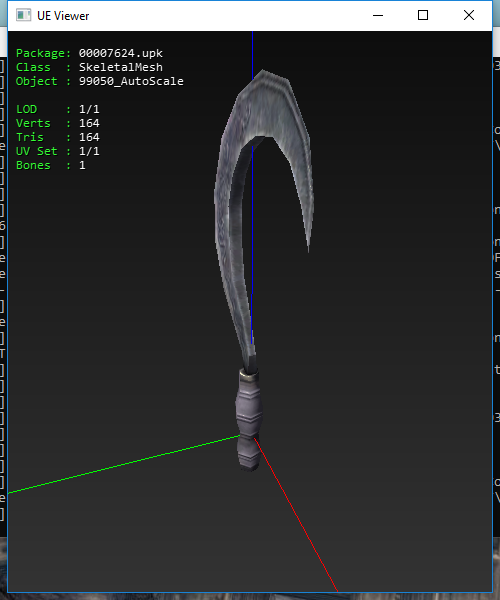 UE Viewer
Package: 00007624.upk
Class : SkeletalMesh
Object : 99050_AutoScale
LOD : 1/1
Verts : 164
Tris : 164
UV Set : 1/1
Bones : 1